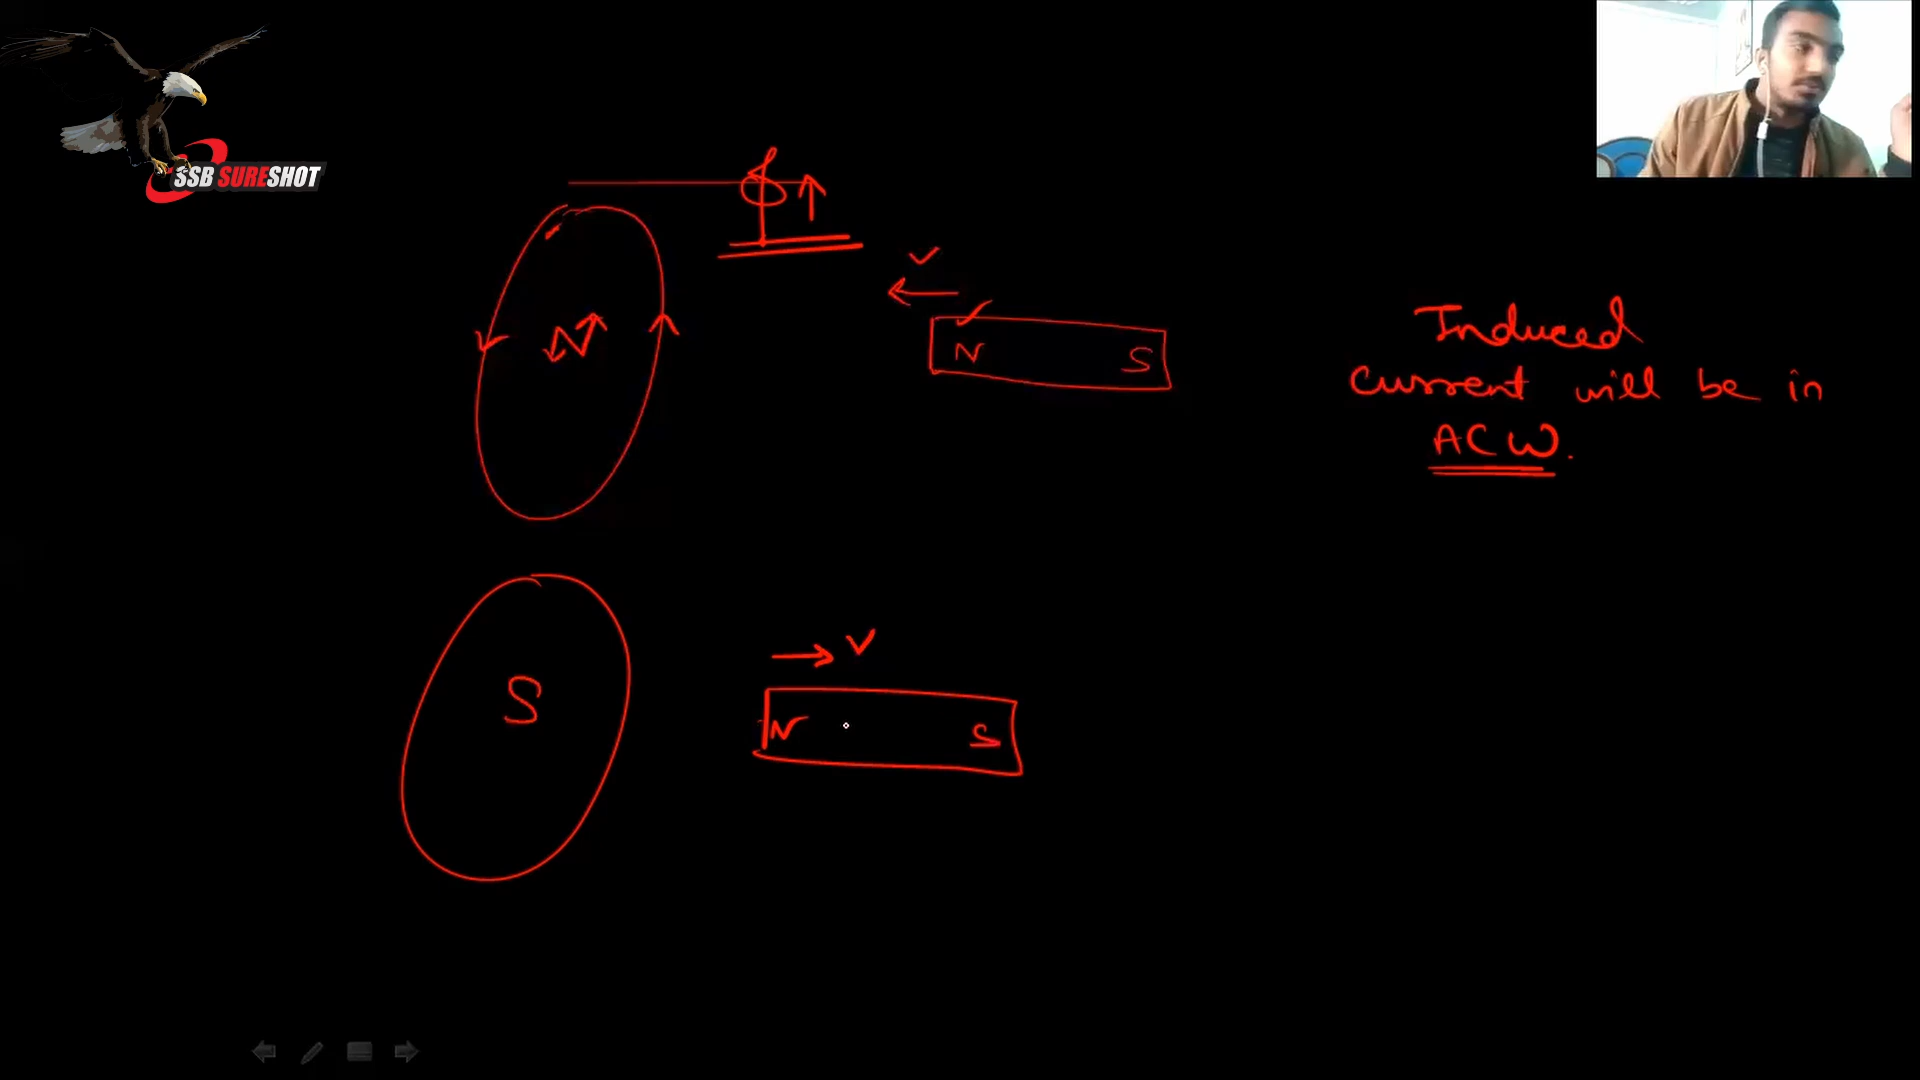 SSB SURESHOT
ϕ↑
V
N
N S
Induced
current will be in
ACW.
V
S
N S